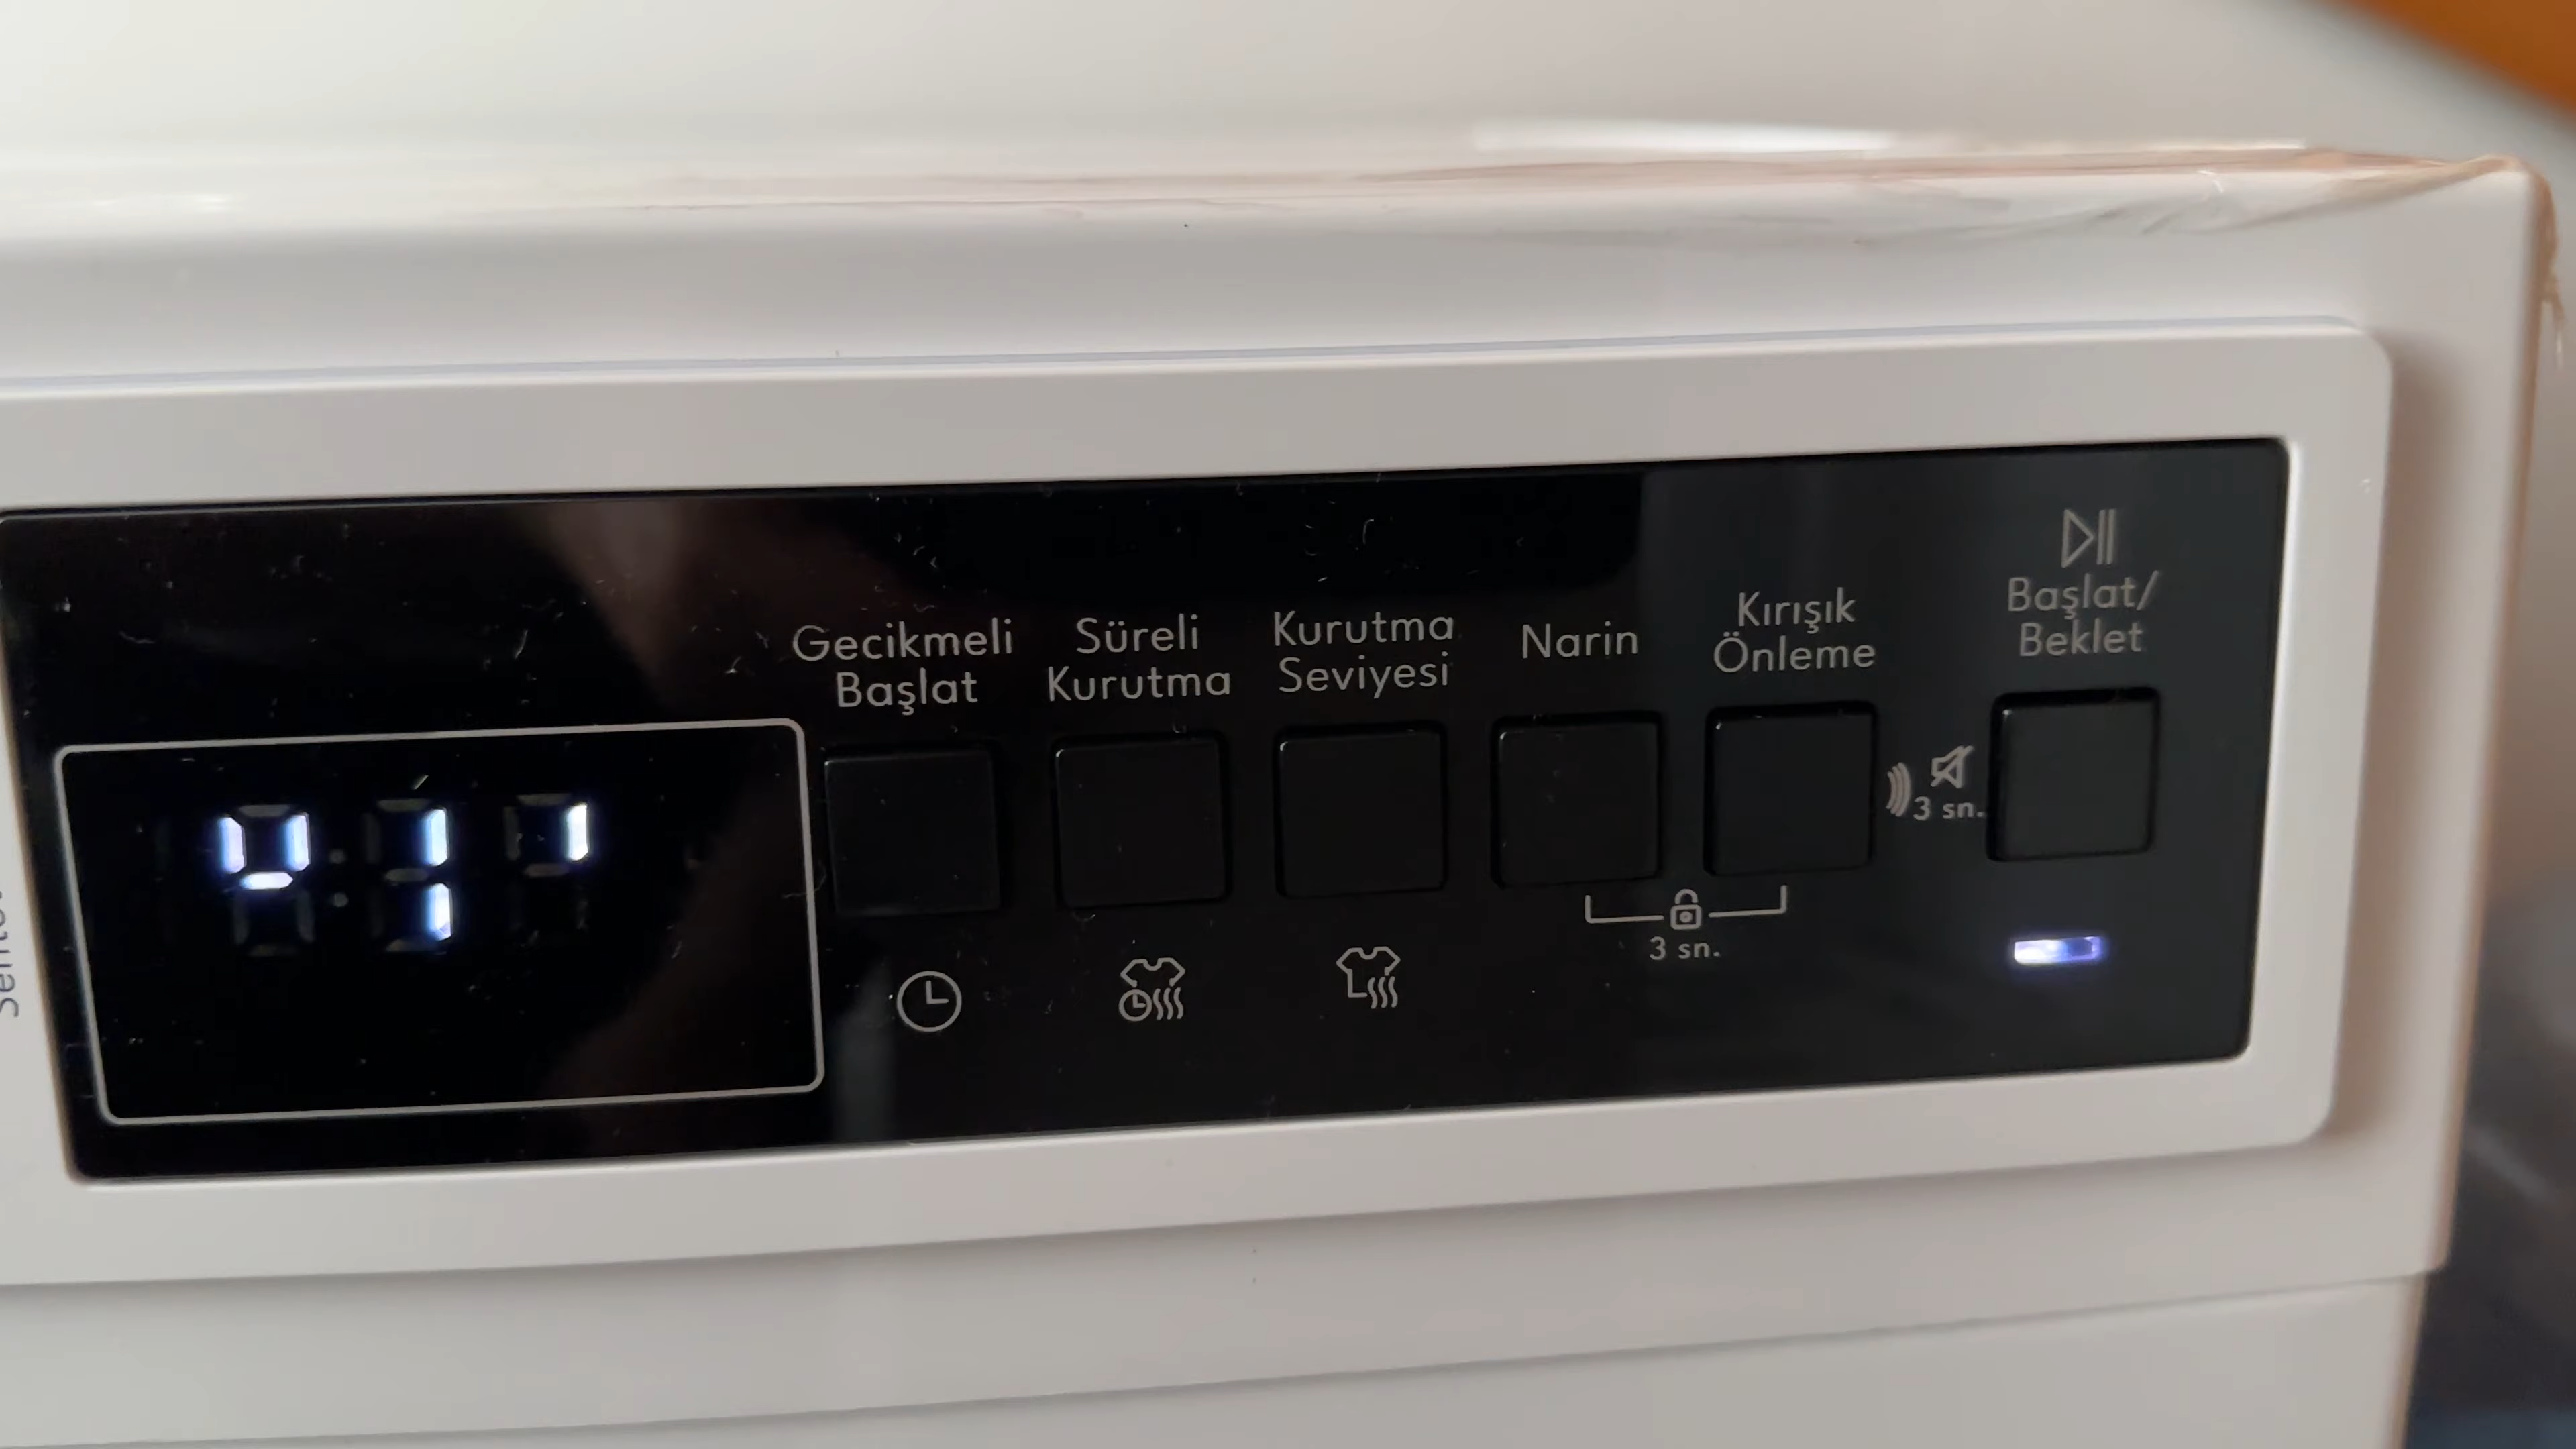 Gecikmeli
Başlat
Süreli
Kurutma
Kurutma
Seviyesi
Narin
Kırışık
Önleme
Başlat/
Beklet
3 sn.
3 sn.